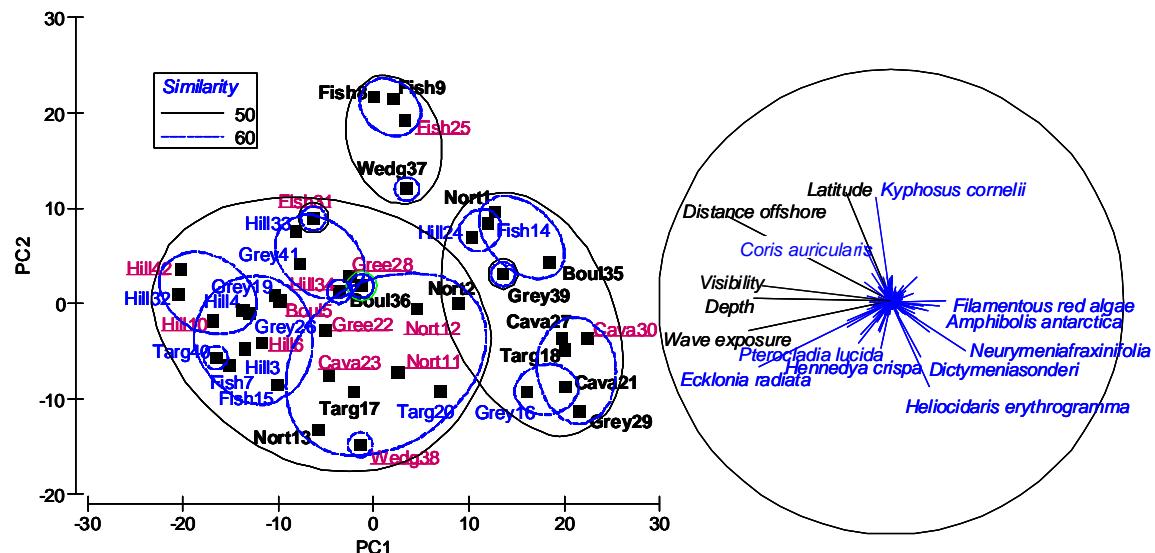 30
20
10
0
-10
-20
PC2
-30
-20
-10
0
10
20
30
PC1
Similarity
50
60
Fish8
Fish9
Fish25
Wedg37
Nort1
Fish31
Hill33
Hill24
Fish14
Grey41
Boul35
Hill42
Gree28
Grey39
Hill34
Hill32
Hill4
Boul36
Nort2
Boul5
Hill10
Grey26
Gree22
Nort12
Cava27
Cava30
Hill6
Targ40
Hill3
Targ18
Fish7
Cava23
Nort11
Cava21
Fish15
Targ17
Targ20
Grey16
Grey29
Nort13
Wedg38
Latitude
Kyphosus cornelii
Distance offshore
Coris auricularis
Visibility
Depth
Filamentous red algae
Amphibolis antarctica
Wave exposure
Pterocladia lucida
Neurymeniafraxinifolia
Hennedya crispa
Dictymeniasonderi
Ecklonia radiata
Heliocidaris erythrogramma